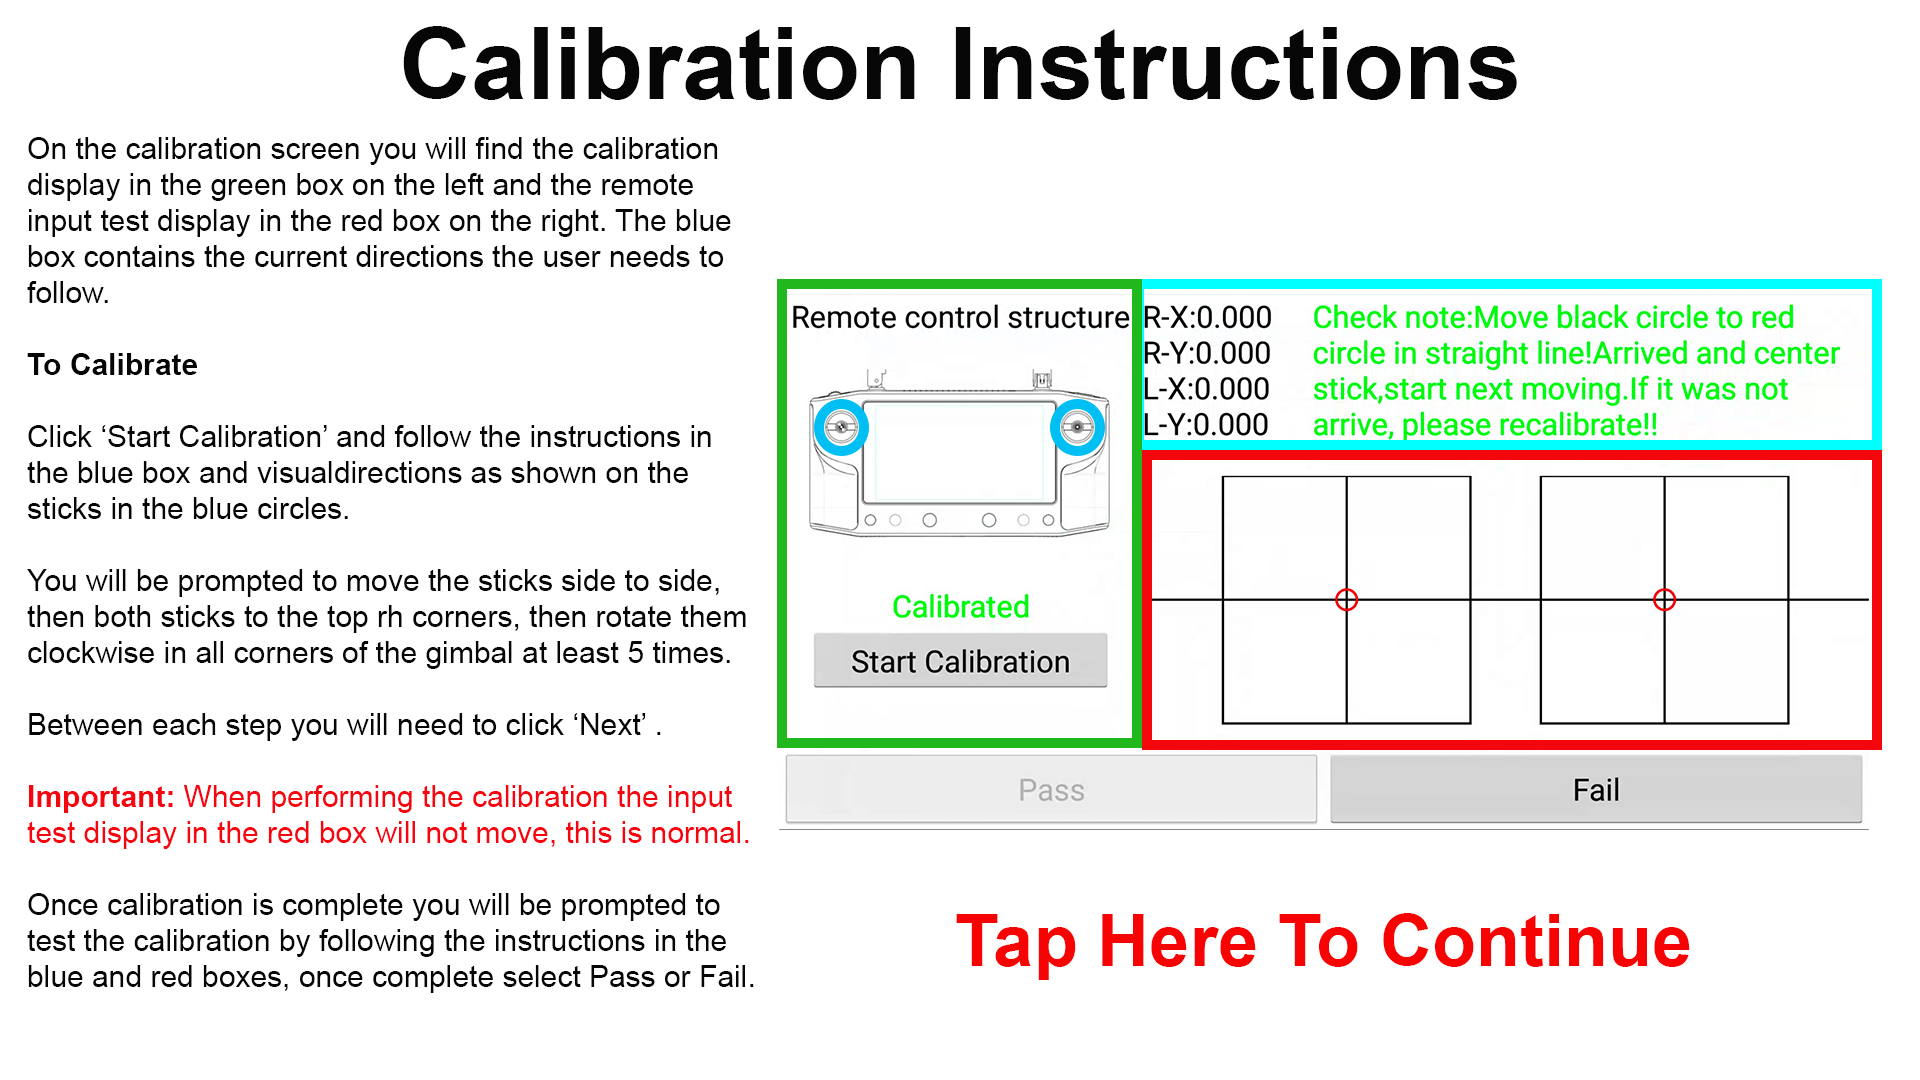 Calibration Instructions
On the calibration screen you will find the calibration
display in the green box on the left and the remote
input test display in the red box on the right. The blue
box contains the current directions the user needs to
follow.
To Calibrate
Click ‘Start Calibration’ and follow the instructions in
the blue box and visualdirections as shown on the
sticks in the blue circles.
You will be prompted to move the sticks side to side,
then both sticks to the top rh corners, then rotate them
clockwise in all corners of the gimbal at least 5 times.
Between each step you will need to click ‘Next’ .
Important: When performing the calibration the input
test display in the red box will not move, this is normal.
Once calibration is complete you will be prompted to
test the calibration by following the instructions in the
blue and red boxes, once complete select Pass or Fail.
Remote control structure
Calibrated
Start Calibration
R-X:0.000
R-Y:0.000
L-X:0.000
L-Y:0.000
Check note:Move black circle to red
circle in straight line!Arrived and center
stick,start next moving.If it was not
arrive, please recalibrate!!
Pass
Fail
Tap Here To Continue